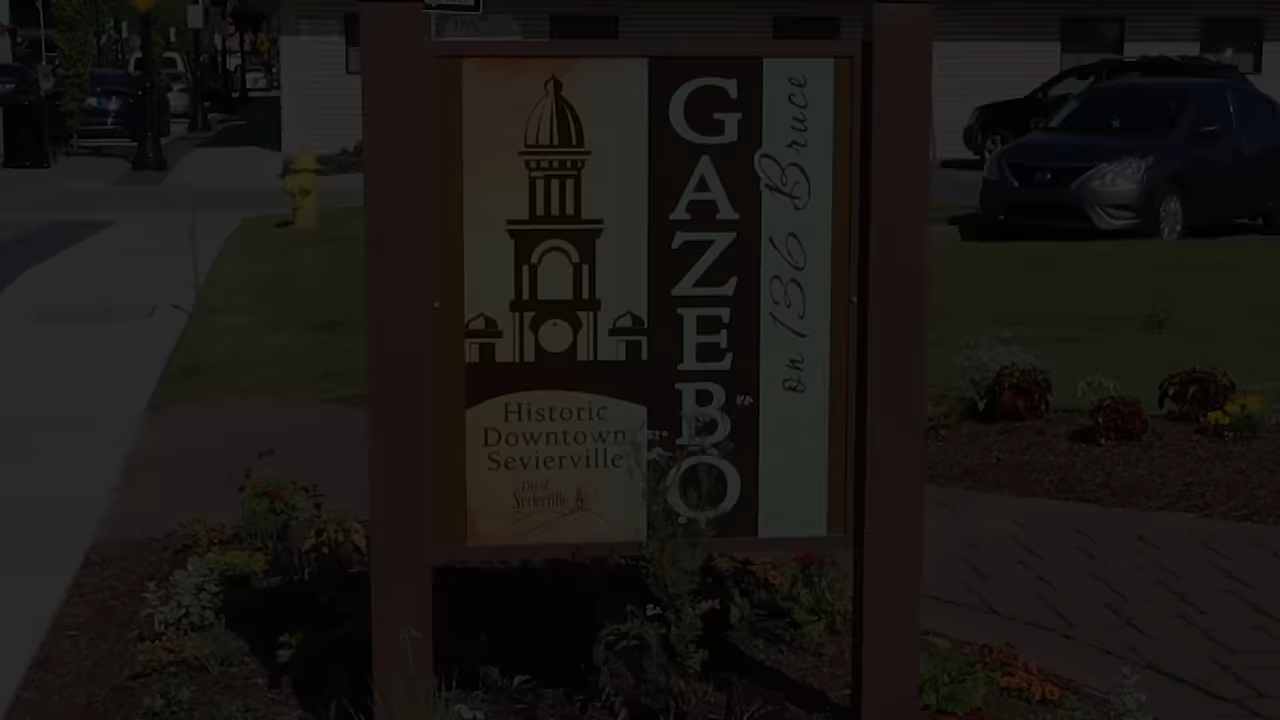 GAZEBO
on 136 Bruce
Historic
Downtown
Sevierville
City of
Sevierville